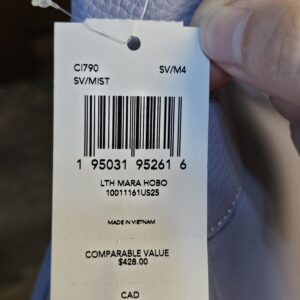 CI790 SV/M4
SV/MIST
1 95031 95261 6
LTH MARA HOBO
10011161US25
MADE IN VIETNAM
COMPARABLE VALUE
$428.00
CAD